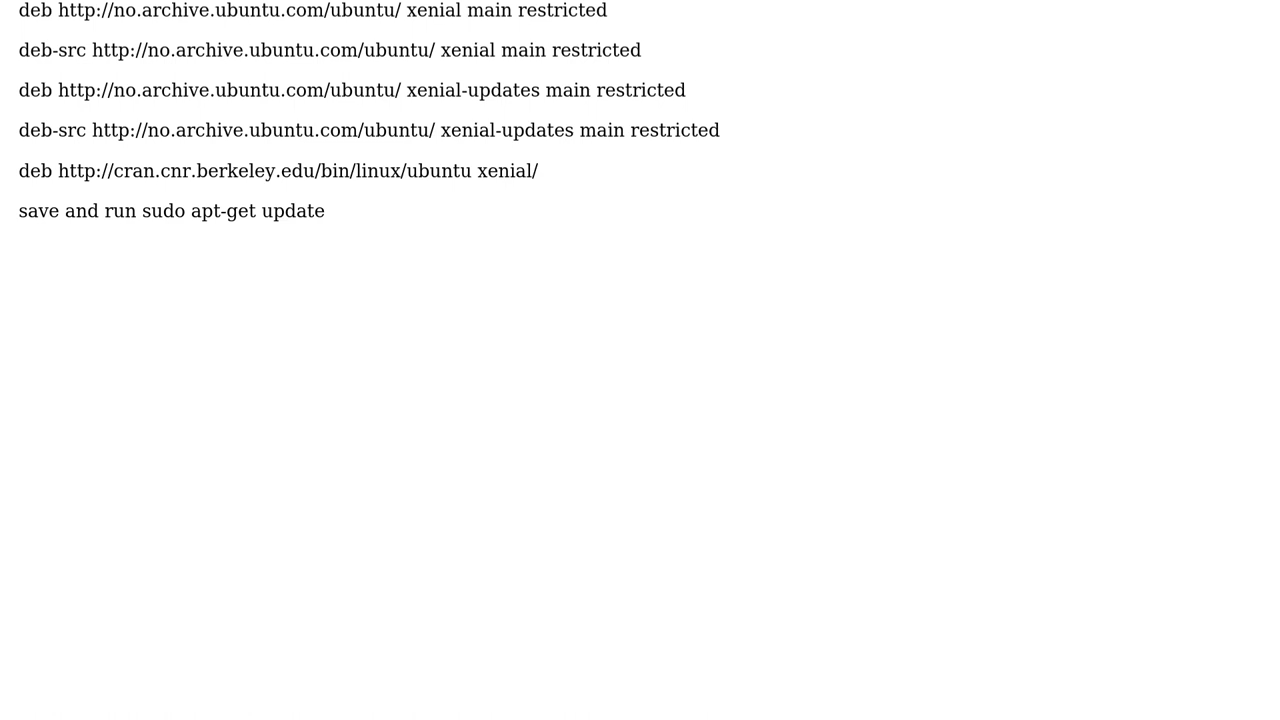 deb http://no.archive.ubuntu.com/ubuntu/ xenial main restricted
deb-src http://no.archive.ubuntu.com/ubuntu/ xenial main restricted
deb http://no.archive.ubuntu.com/ubuntu/ xenial-updates main restricted
deb-src http://no.archive.ubuntu.com/ubuntu/ xenial-updates main restricted
deb http://cran.cnr.berkeley.edu/bin/linux/ubuntu xenial/
save and run sudo apt-get update